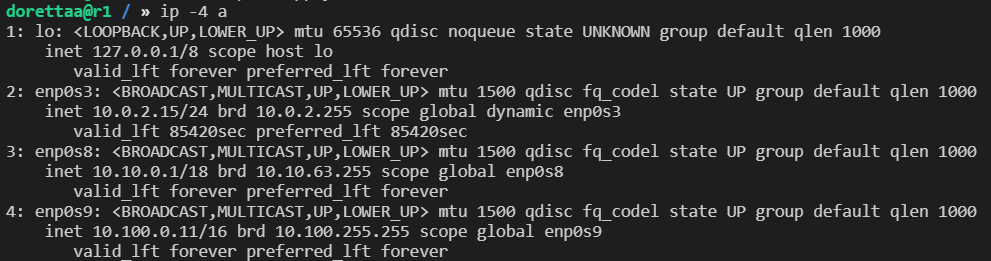 dorettaa@r1 / » ip -4 a
1: lo: <LOOPBACK,UP,LOWER_UP> mtu 65536 qdisc noqueue state UNKNOWN group default qlen 1000
    inet 127.0.0.1/8 scope host lo
       valid_lft forever preferred_lft forever
2: enp0s3: <BROADCAST,MULTICAST,UP,LOWER_UP> mtu 1500 qdisc fq_codel state UP group default qlen 1000
    inet 10.0.2.15/24 brd 10.0.2.255 scope global dynamic enp0s3
       valid_lft 85420sec preferred_lft 85420sec
3: enp0s8: <BROADCAST,MULTICAST,UP,LOWER_UP> mtu 1500 qdisc fq_codel state UP group default qlen 1000
    inet 10.10.0.1/18 brd 10.10.63.255 scope global enp0s8
       valid_lft forever preferred_lft forever
4: enp0s9: <BROADCAST,MULTICAST,UP,LOWER_UP> mtu 1500 qdisc fq_codel state UP group default qlen 1000
    inet 10.100.0.11/16 brd 10.100.255.255 scope global enp0s9
       valid_lft forever preferred_lft forever